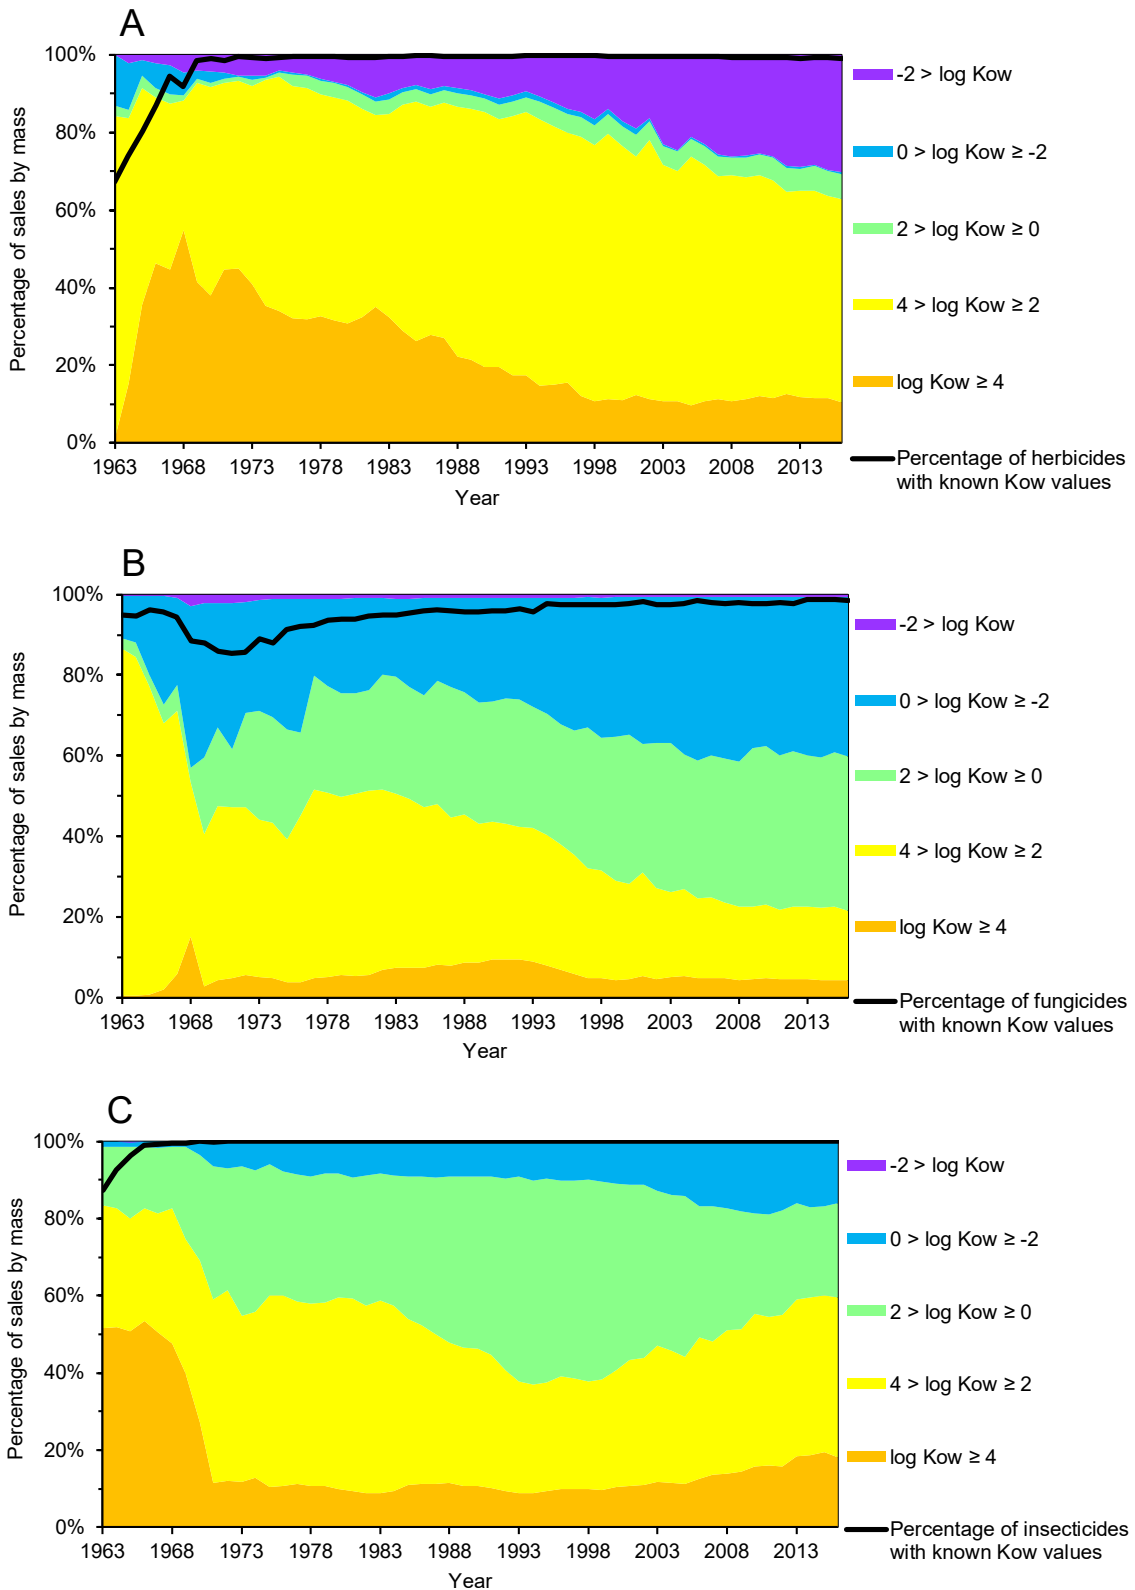 A
Percentage of sales by mass
100%
80%
60%
40%
20%
0%
1963 1968 1973 1978 1983 1988 1993 1998 2003 2008 2013
Year
-2 > log Kow
0 > log Kow ≥ -2
2 > log Kow ≥ 0
4 > log Kow ≥ 2
log Kow ≥ 4
Percentage of herbicides
with known Kow values
B
Percentage of sales by mass
100%
80%
60%
40%
20%
0%
1963 1968 1973 1978 1983 1988 1993 1998 2003 2008 2013
Year
-2 > log Kow
0 > log Kow ≥ -2
2 > log Kow ≥ 0
4 > log Kow ≥ 2
log Kow ≥ 4
Percentage of fungicides
with known Kow values
C
Percentage of sales by mass
100%
80%
60%
40%
20%
0%
1963 1968 1973 1978 1983 1988 1993 1998 2003 2008 2013
Year
-2 > log Kow
0 > log Kow ≥ -2
2 > log Kow ≥ 0
4 > log Kow ≥ 2
log Kow ≥ 4
Percentage of insecticides
with known Kow values